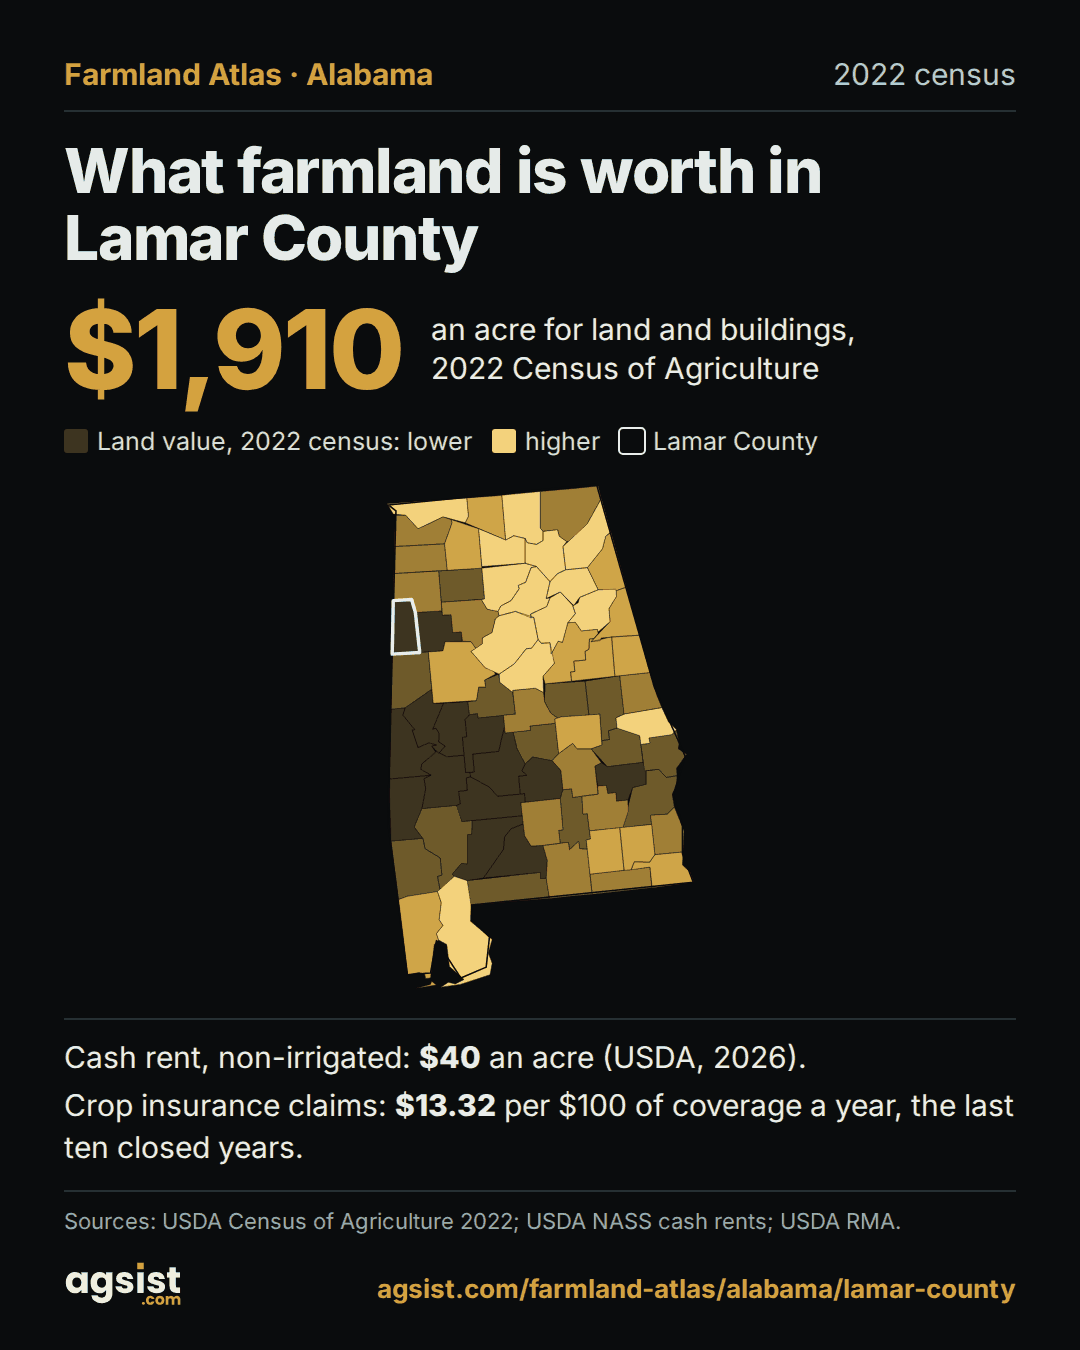 Farmland Atlas · Alabama
2022 census
What farmland is worth in
Lamar County
$1,910
an acre for land and buildings,
2022 Census of Agriculture
Land value, 2022 census: lower
higher
Lamar County
Cash rent, non-irrigated: $40 an acre (USDA, 2026).
Crop insurance claims: $13.32 per $100 of coverage a year, the last
ten closed years.
Sources: USDA Census of Agriculture 2022; USDA NASS cash rents; USDA RMA.
agsist
.com
agsist.com/farmland-atlas/alabama/lamar-county